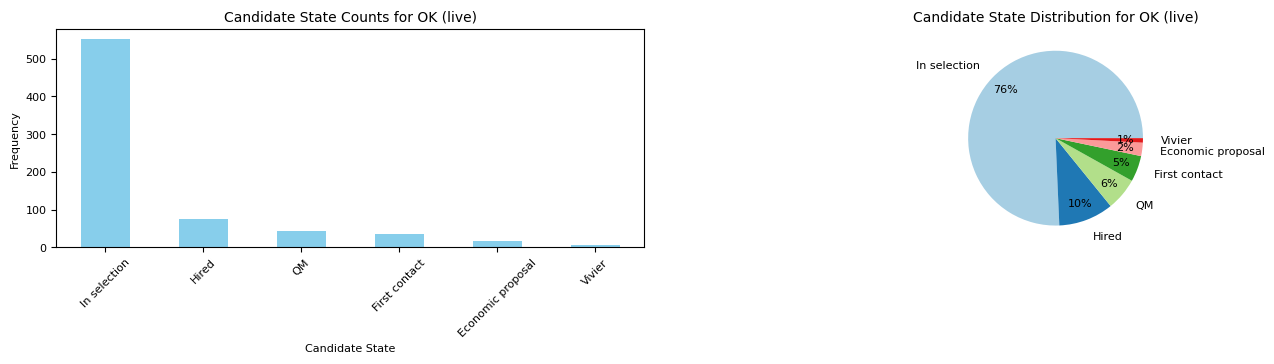 Candidate State Counts for OK (live)
Frequency
500
400
300
200
100
0
In selection
Hired
QM
First contact
Economic proposal
Vivier
Candidate State
Candidate State Distribution for OK (live)
In selection
76%
1%
Vivier
2%
Economic proposal
5%
First contact
6%
QM
10%
Hired